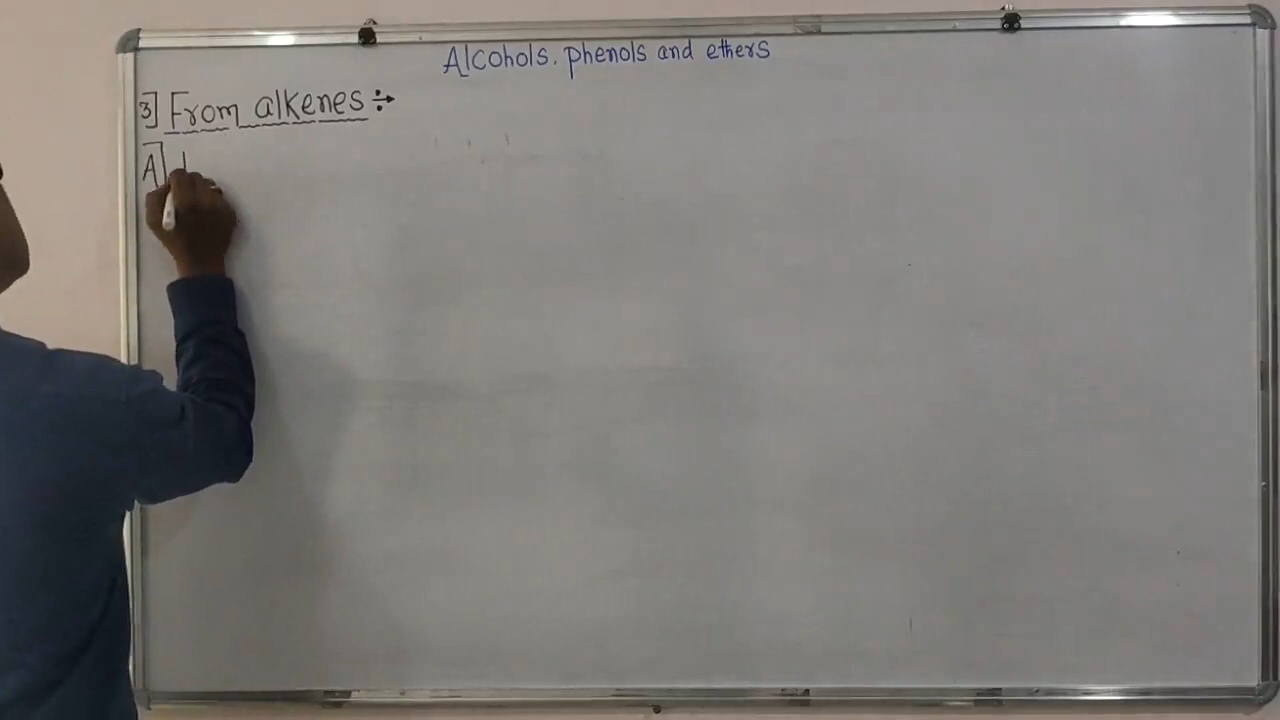 Alcohols. phenols and ethers
3] From alkenes ÷→
A]